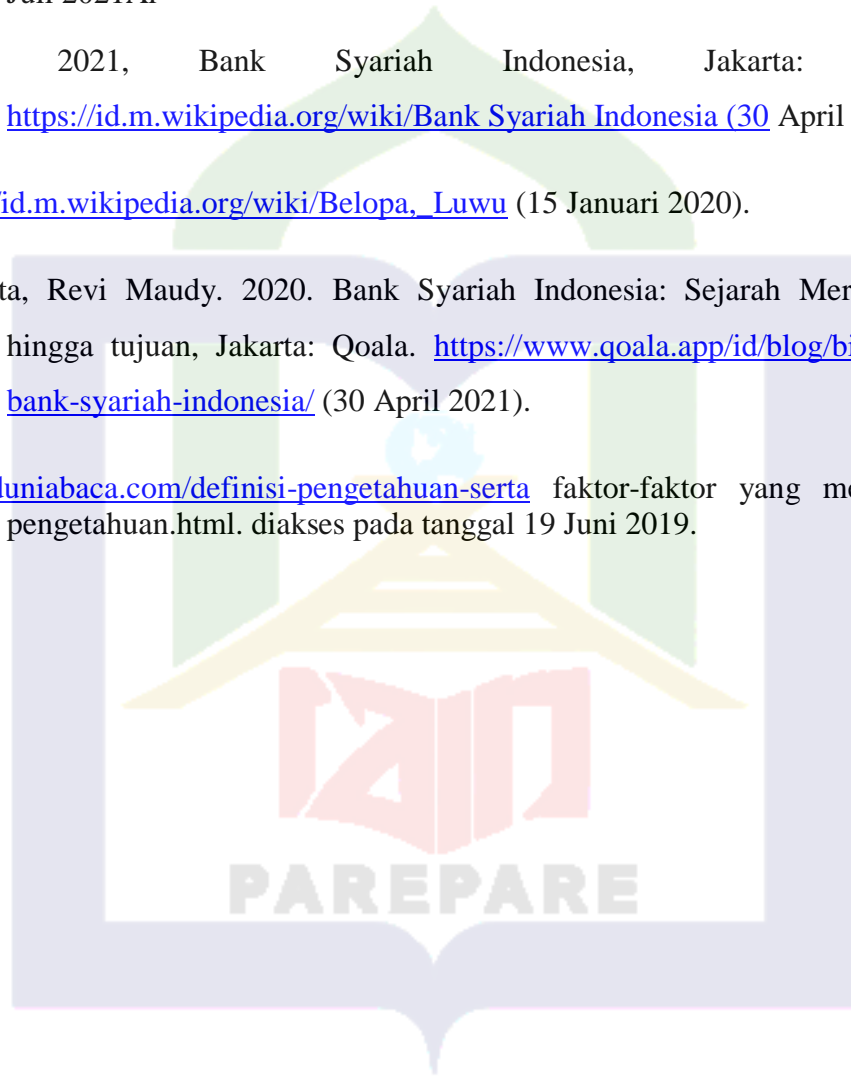 2021, Bank Syariah Indonesia, Jakarta:
https://id.m.wikipedia.org/wiki/Bank Syariah Indonesia (30 April
/id.m.wikipedia.org/wiki/Belopa,_Luwu (15 Januari 2020).
ta, Revi Maudy. 2020. Bank Syariah Indonesia: Sejarah Mer
hingga tujuan, Jakarta: Qoala. https://www.qoala.app/id/blog/bi
bank-syariah-indonesia/ (30 April 2021).
duniabaca.com/definisi-pengetahuan-serta faktor-faktor yang me
pengetahuan.html. diakses pada tanggal 19 Juni 2019.
PAREPARE